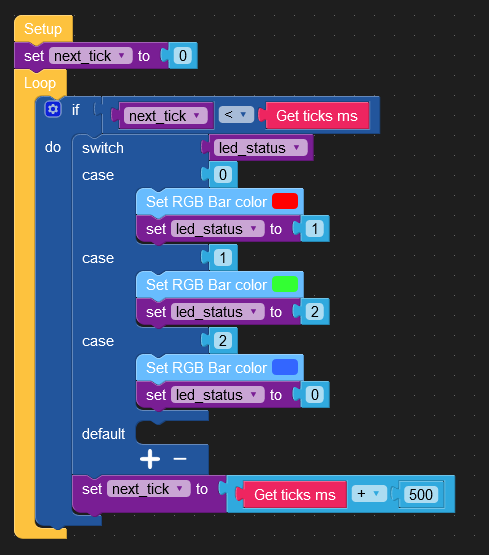 Setup
set next_tick ▾ to 0
Loop
if next_tick ▾ < ▾ Get ticks ms
do switch led_status ▾
case 0
Set RGB Bar color
set led_status ▾ to 1
case 1
Set RGB Bar color
set led_status ▾ to 2
case 2
Set RGB Bar color
set led_status ▾ to 0
default
+ −
set next_tick ▾ to Get ticks ms + ▾ 500